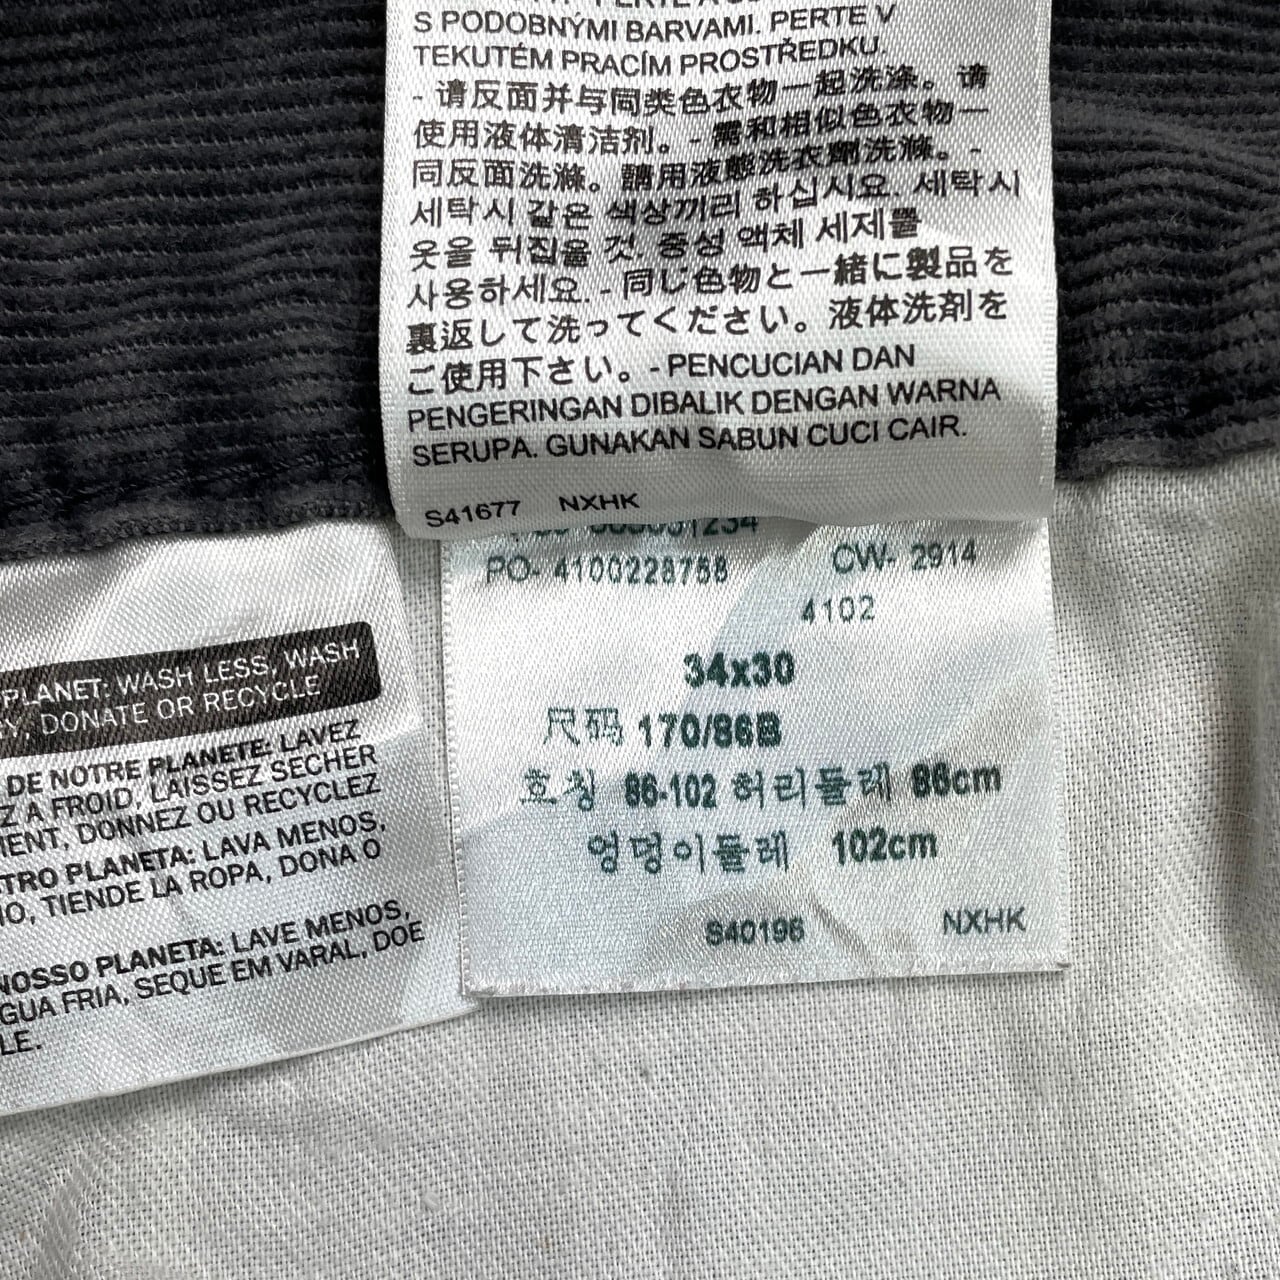 S PODOBNÝMI BARVAMI. PERTE V
TEKUTÉM PRACÍM PROSTŘEDKU.
- 请反面并与同类色衣物一起洗涤。请
使用液体清洁剂。- 需和相似色衣物一
同反面洗滌。請用液態洗衣劑洗滌。-
세탁시 같은 색상끼리 하십시요. 세탁시
옷을 뒤집을 것. 중성 액체 세제를
사용하세요. - 同じ色物と一緒に製品を
裏返して洗ってください。液体洗剤を
ご使用下さい。- PENCUCIAN DAN
PENGERINGAN DIBALIK DENGAN WARNA
SERUPA. GUNAKAN SABUN CUCI CAIR.
S41677 NXHK
PO- 4100228768 CW- 2914
4102
34x30
尺码 170/86B
호칭 86-102 허리둘레 86cm
엉덩이둘레 102cm
S40196 NXHK
PLANET: WASH LESS, WASH
Y, DONATE OR RECYCLE
DE NOTRE PLANETE: LAVEZ
Z A FROID, LAISSEZ SECHER
MENT, DONNEZ OU RECYCLEZ
TRO PLANETA: LAVA MENOS,
IO, TIENDE LA ROPA, DONA O
NOSSO PLANETA: LAVE MENOS,
GUA FRIA, SEQUE EM VARAL, DOE
LE.